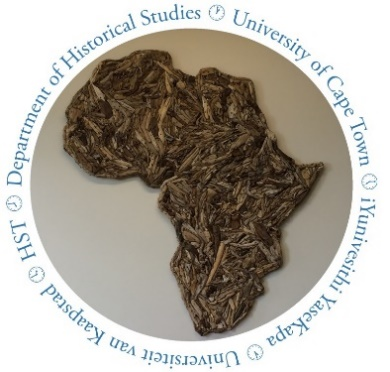 Department of Historical Studies 🕐 University of Cape Town 🕐 iYunivesithi YaseKapa 🕐 Universiteit van Kaapstad 🕐 HST 🕐